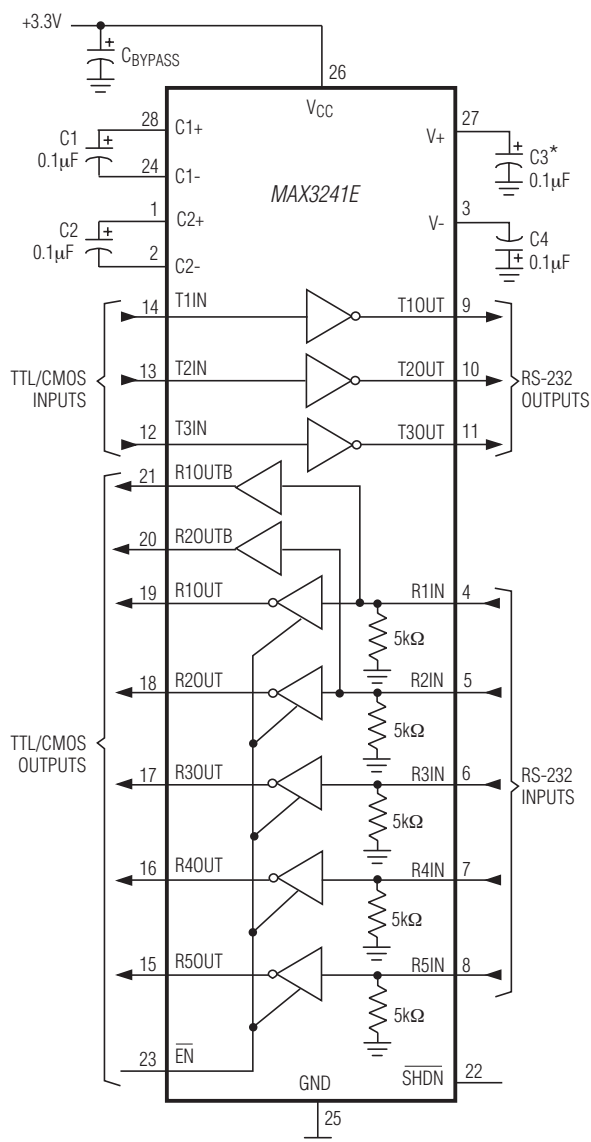 +3.3V
CBYPASS
26
VCC
28
C1+
C1
0.1µF
24
C1-
27
V+
C3*
0.1µF
MAX3241E
1
C2+
C2
0.1µF
2
C2-
3
V-
C4
0.1µF
14 T1IN T1OUT 9
13 T2IN T2OUT 10
12 T3IN T3OUT 11
TTL/CMOS
INPUTS
RS-232
OUTPUTS
21 R1OUTB
20 R2OUTB
19 R1OUT R1IN 4
5kΩ
18 R2OUT R2IN 5
5kΩ
TTL/CMOS
OUTPUTS
17 R3OUT R3IN 6
5kΩ
RS-232
INPUTS
16 R4OUT R4IN 7
5kΩ
15 R5OUT R5IN 8
5kΩ
23 EN
GND
SHDN 22
25